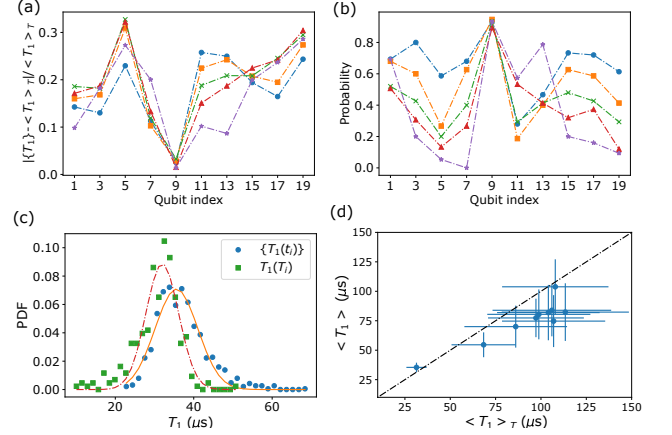 (a)
|{T₁}-< T₁ >_T|/< T₁ >_T
0.3
0.2
0.1
0.0
1 3 5 7 9 11 13 15 17 19
Qubit index
(b)
Probability
0.8
0.6
0.4
0.2
0.0
1 3 5 7 9 11 13 15 17 19
Qubit index
(c)
PDF
0.10
0.08
0.06
0.04
0.02
0.00
20 40 60
T₁ (μs)
{T₁(tᵢ)}
T₁(Tᵢ)
(d)
< T₁ > (μs)
150
125
100
75
50
25
25 50 75 100 125 150
< T₁ >_T (μs)